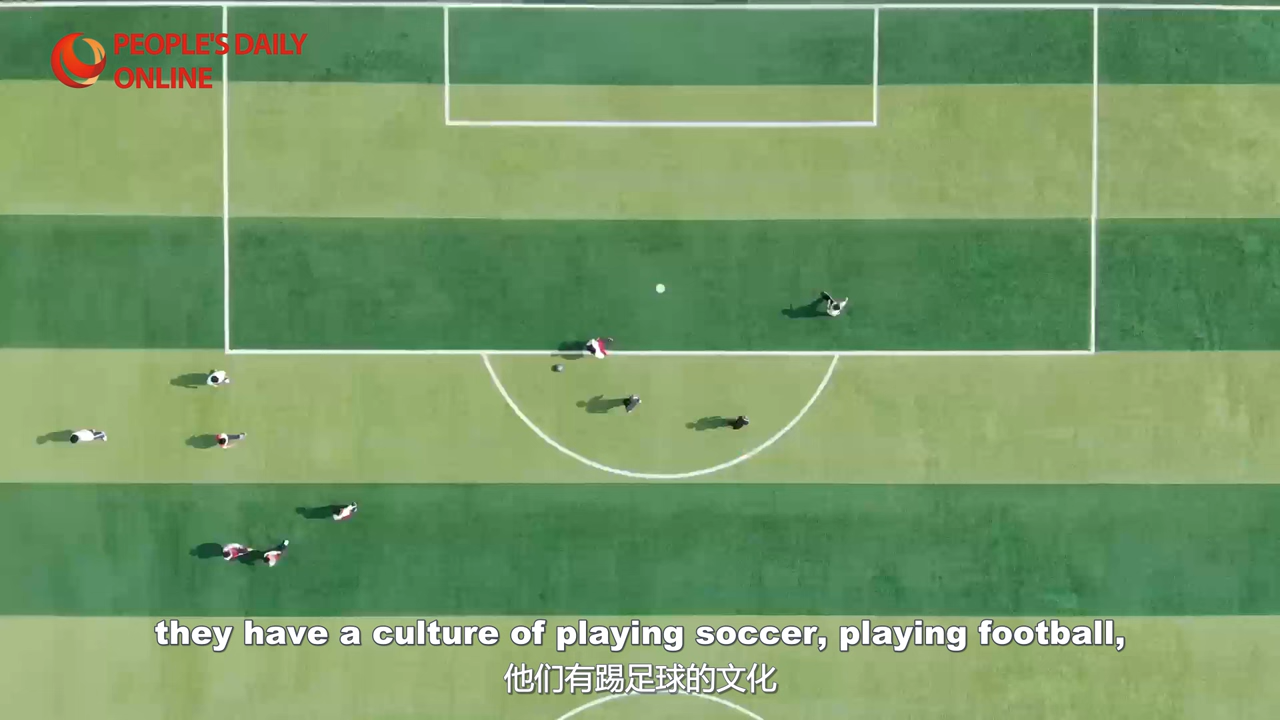 PEOPLE'S DAILY
ONLINE
they have a culture of playing soccer, playing football,
他们有踢足球的文化